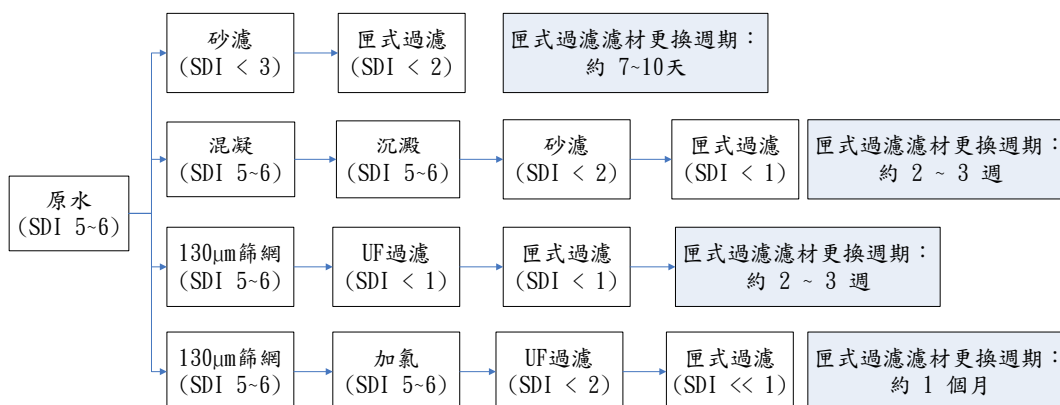 原水
(SDI 5~6)
砂濾
(SDI < 3)
匣式過濾
(SDI < 2)
匣式過濾濾材更換週期：
約 7~10天
混凝
(SDI 5~6)
沉澱
(SDI 5~6)
砂濾
(SDI < 2)
匣式過濾
(SDI < 1)
匣式過濾濾材更換週期：
約 2 ~ 3 週
130μm篩網
(SDI 5~6)
UF過濾
(SDI < 1)
匣式過濾
(SDI < 1)
匣式過濾濾材更換週期：
約 2 ~ 3 週
130μm篩網
(SDI 5~6)
加氯
(SDI 5~6)
UF過濾
(SDI < 2)
匣式過濾
(SDI << 1)
匣式過濾濾材更換週期：
約 1 個月